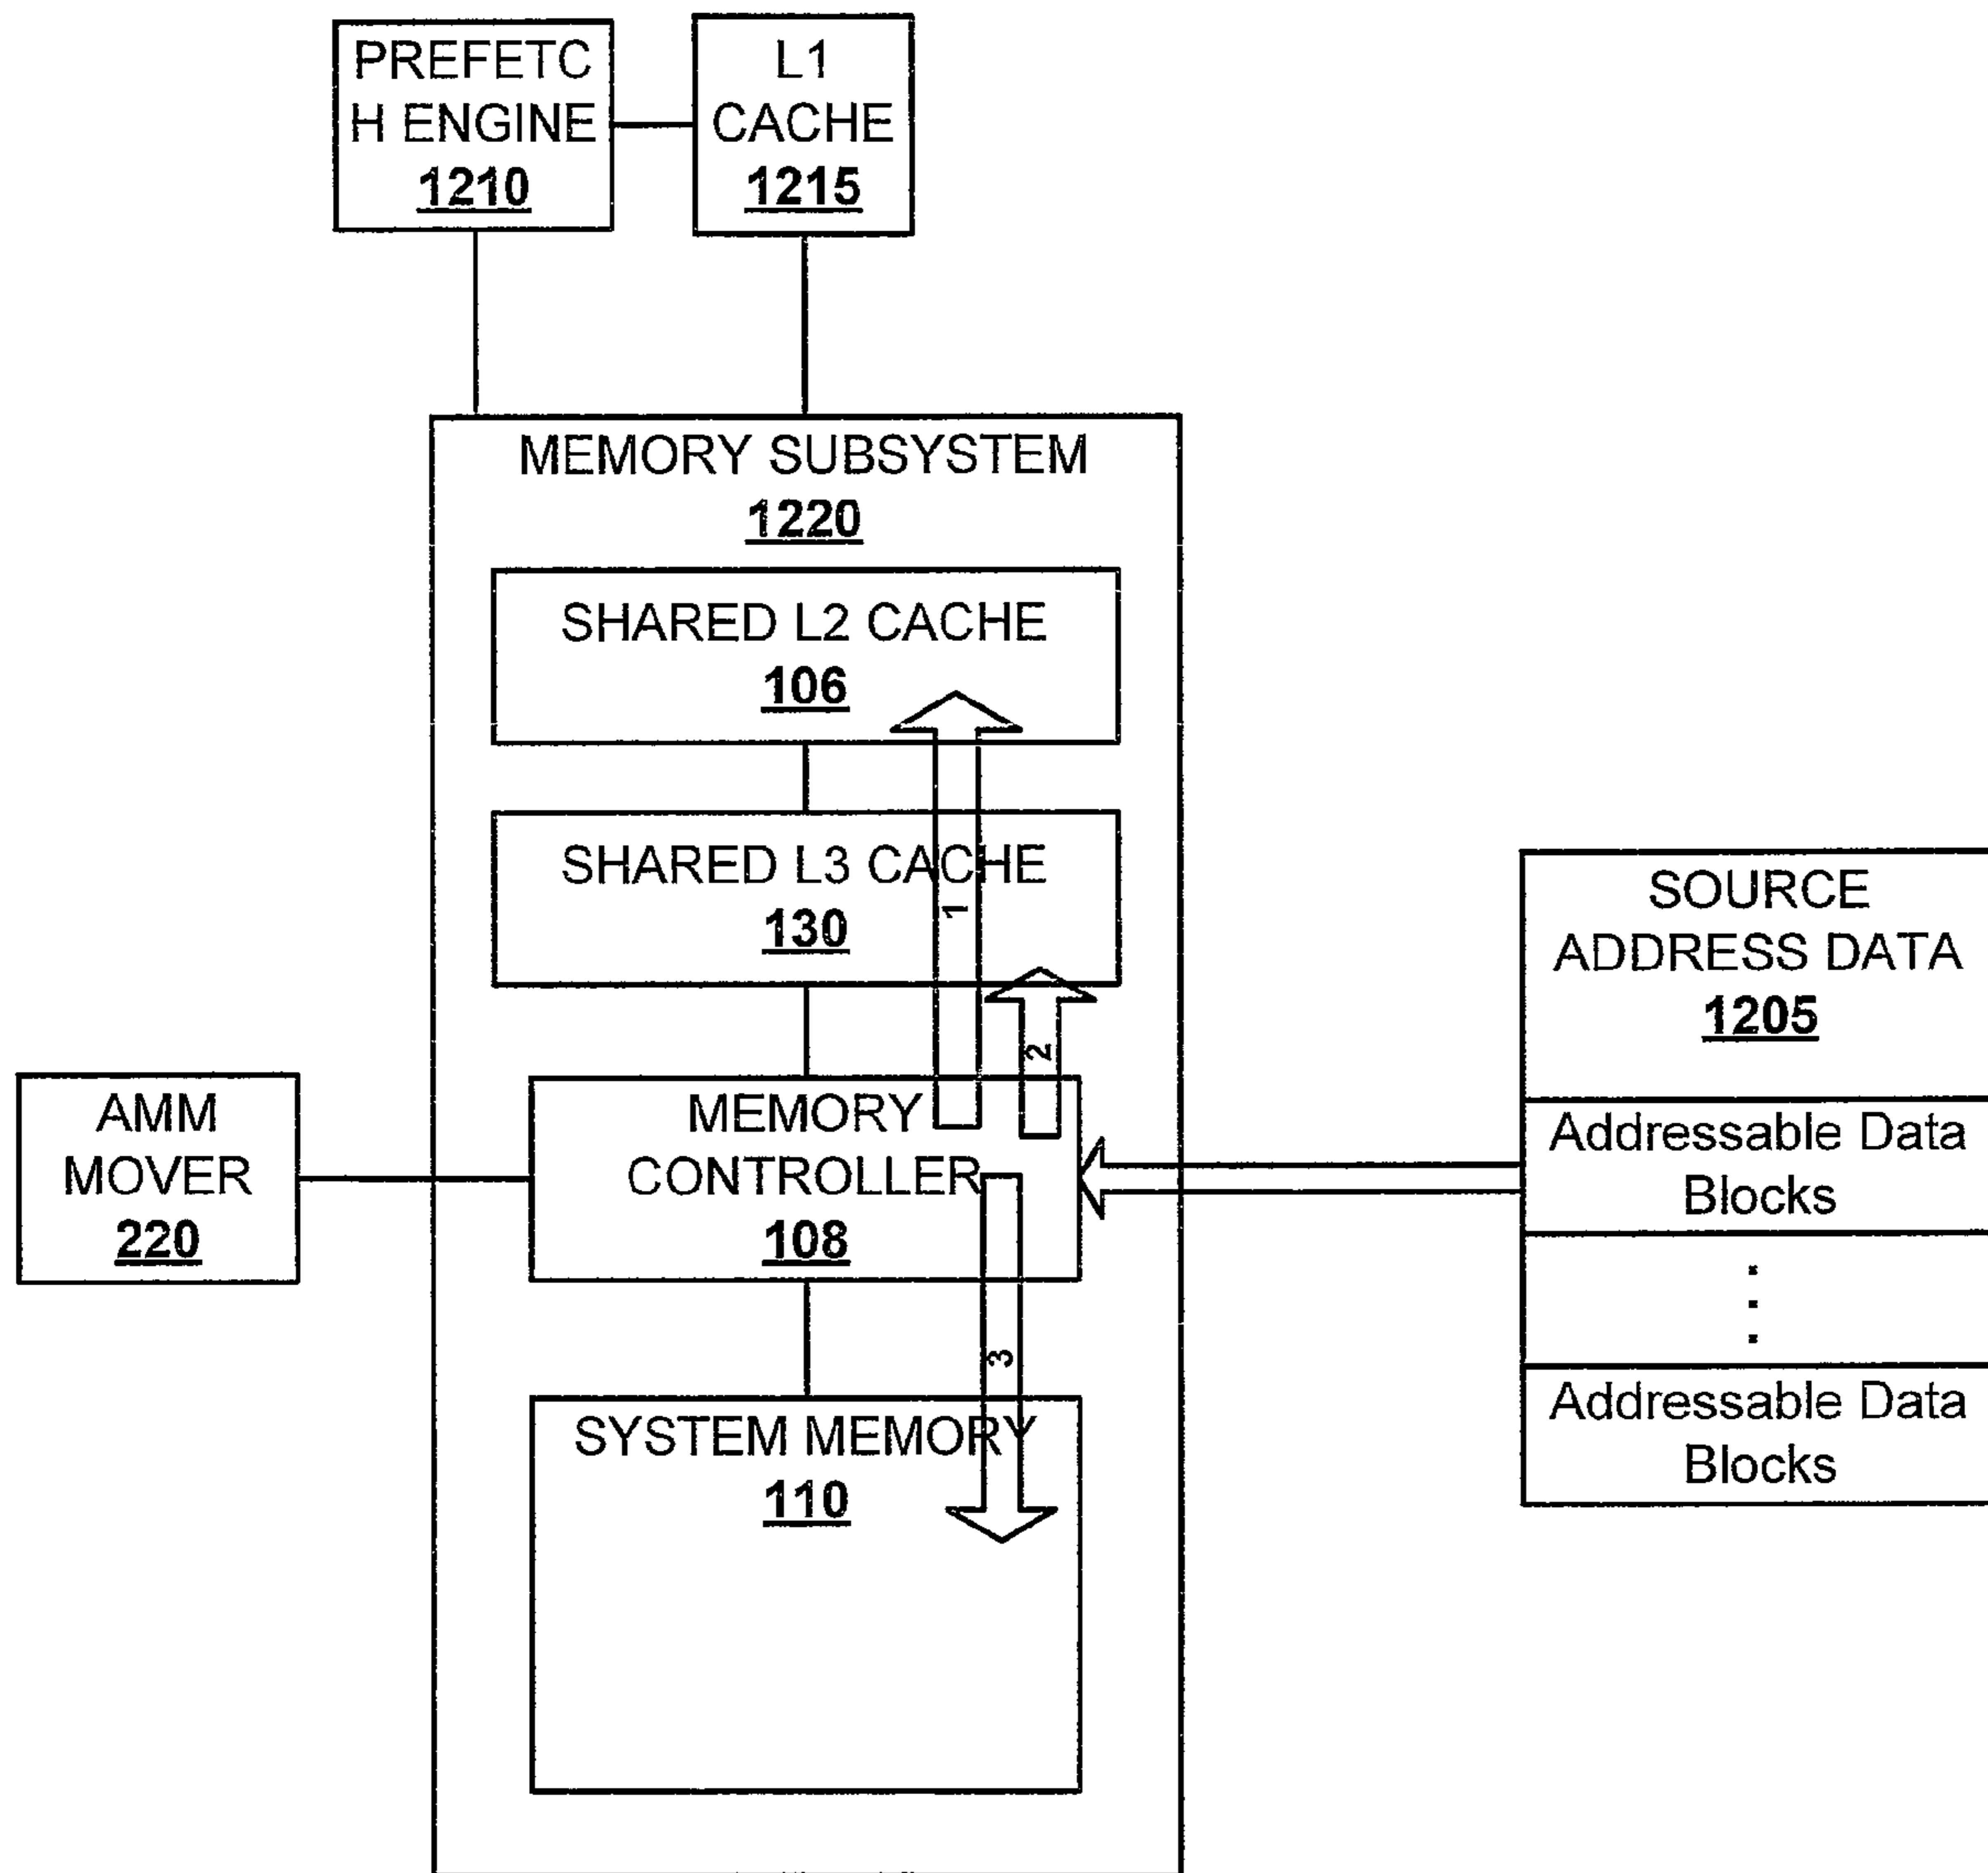 PREFETC
H ENGINE
1210
L1
CACHE
1215
MEMORY SUBSYSTEM
1220
SHARED L2 CACHE
106
SHARED L3 CACHE
130
1
2
AMM
MOVER
220
MEMORY
CONTROLLER
108
3
SYSTEM MEMORY
110
SOURCE
ADDRESS DATA
1205
Addressable Data
Blocks
Addressable Data
Blocks